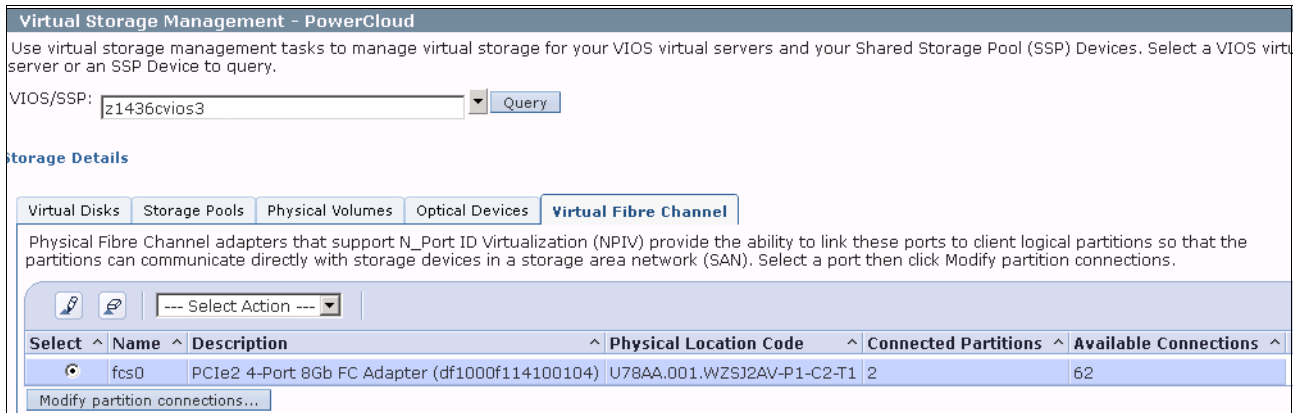 Virtual Storage Management - PowerCloud
Use virtual storage management tasks to manage virtual storage for your VIOS virtual servers and your Shared Storage Pool (SSP) Devices. Select a VIOS virtu
server or an SSP Device to query.
VIOS/SSP: z1436cvios3 Query
Storage Details
Virtual Disks Storage Pools Physical Volumes Optical Devices Virtual Fibre Channel
Physical Fibre Channel adapters that support N_Port ID Virtualization (NPIV) provide the ability to link these ports to client logical partitions so that the
partitions can communicate directly with storage devices in a storage area network (SAN). Select a port then click Modify partition connections.
--- Select Action ---
Select ^ Name ^ Description ^ Physical Location Code ^ Connected Partitions ^ Available Connections ^
fcs0 PCIe2 4-Port 8Gb FC Adapter (df1000f114100104) U78AA.001.WZSJ2AV-P1-C2-T1 2 62
Modify partition connections...